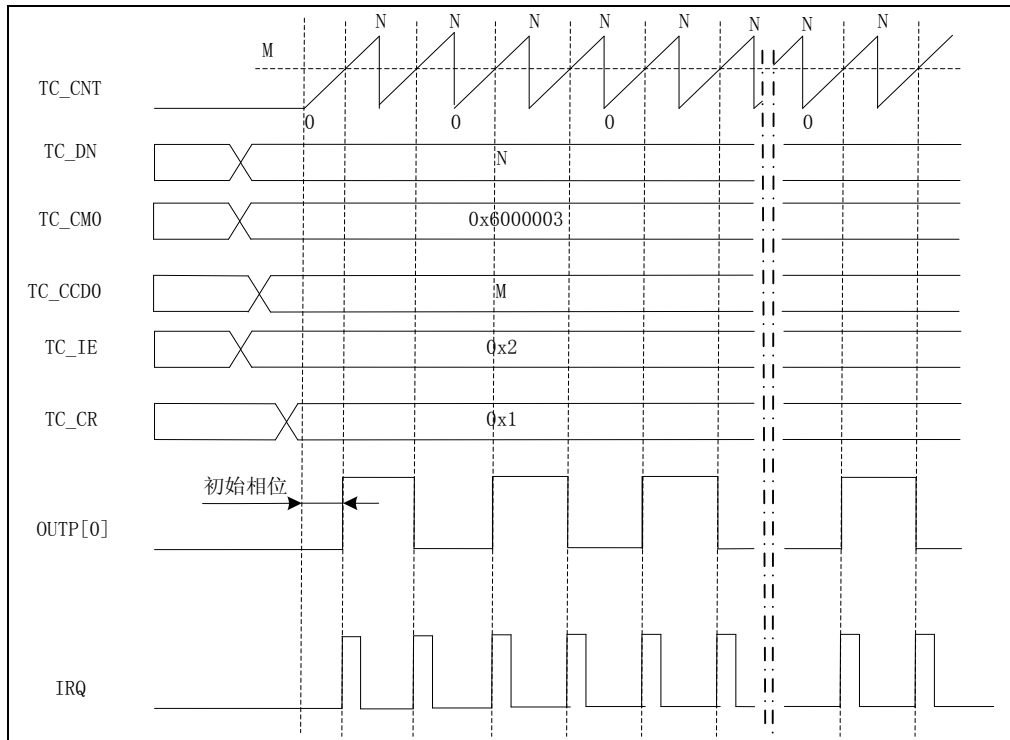 N N N N N N N N
M
TC_CNT
0 0 0 0
TC_DN
N
TC_CM0
0x6000003
TC_CCD0
M
TC_IE
0x2
TC_CR
0x1
初始相位
OUTP[0]
IRQ